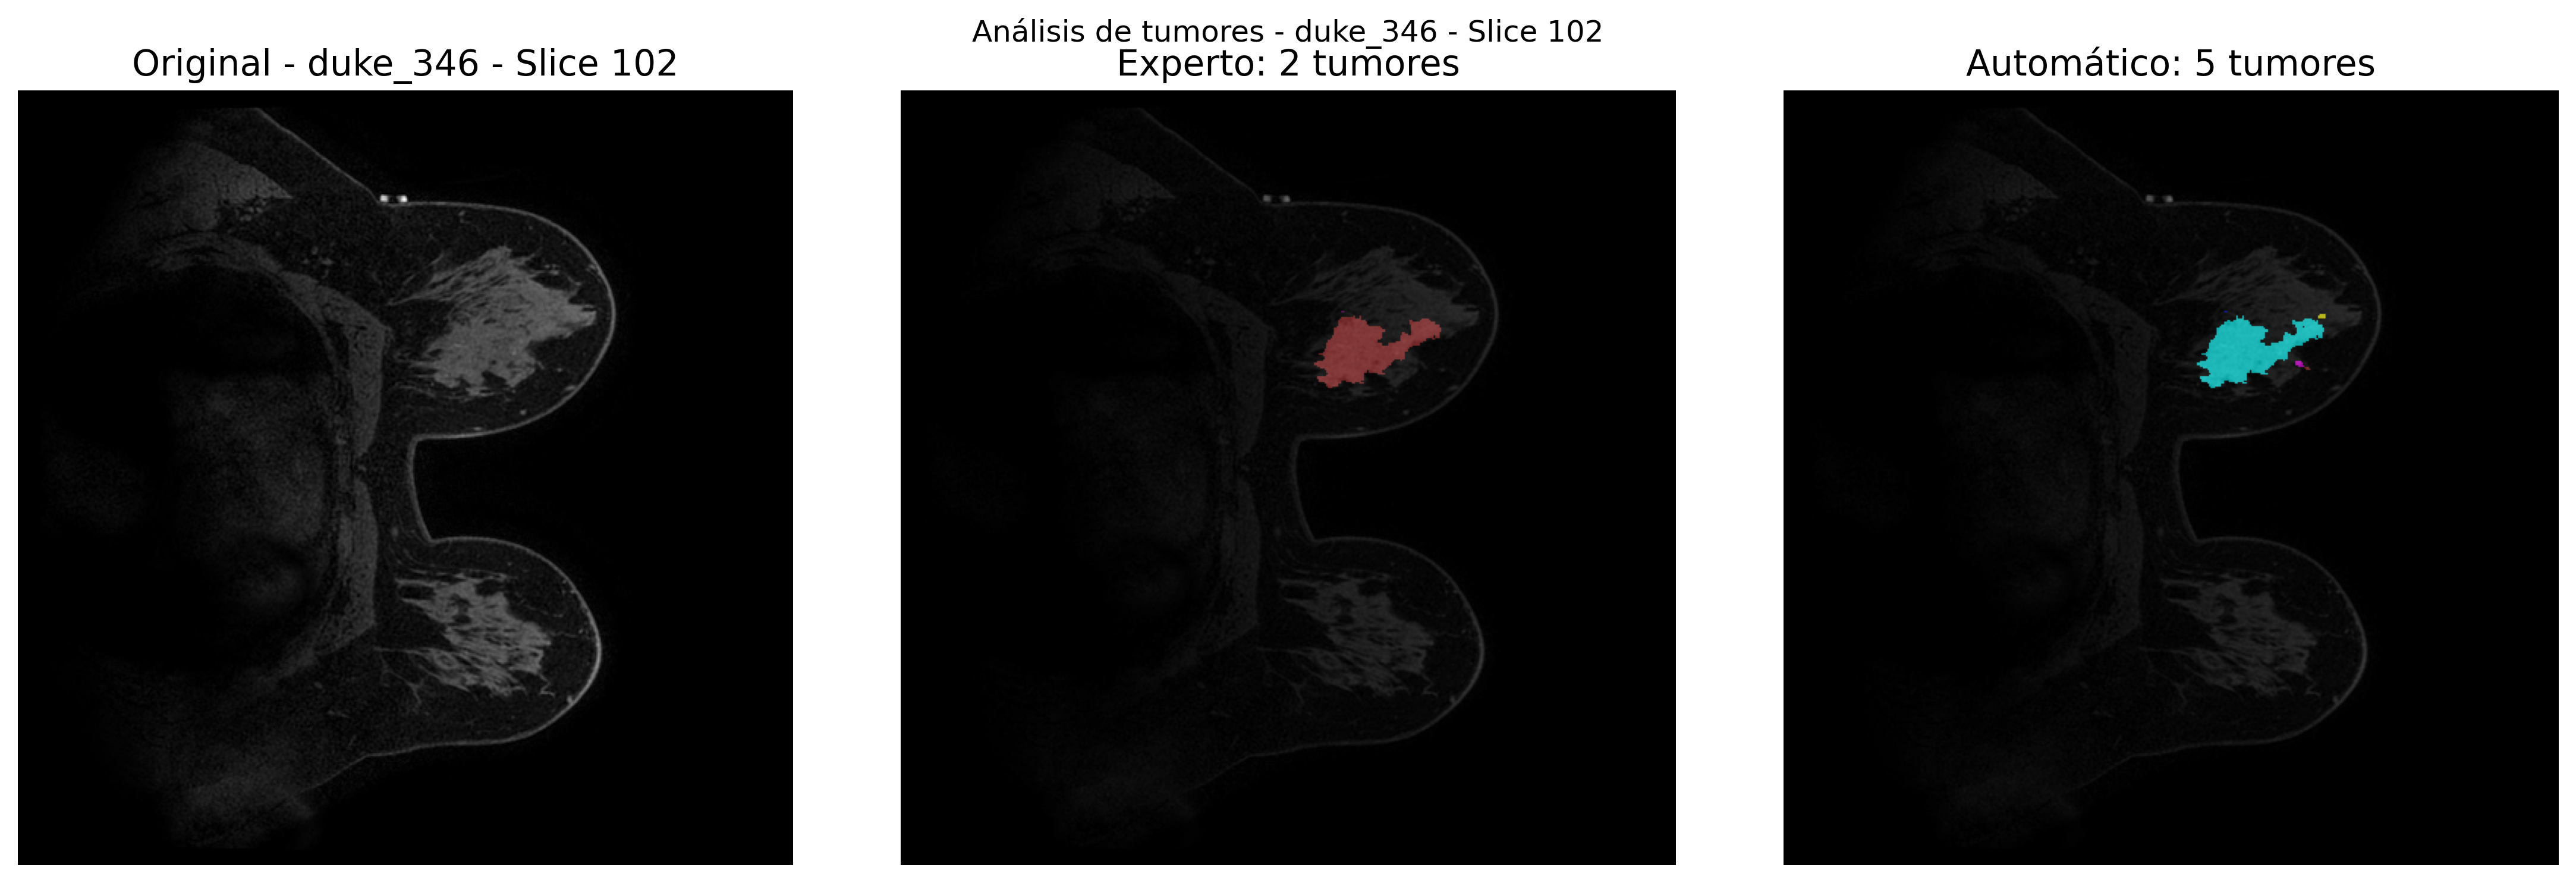 Análisis de tumores - duke_346 - Slice 102
Original - duke_346 - Slice 102
Experto: 2 tumores
Automático: 5 tumores